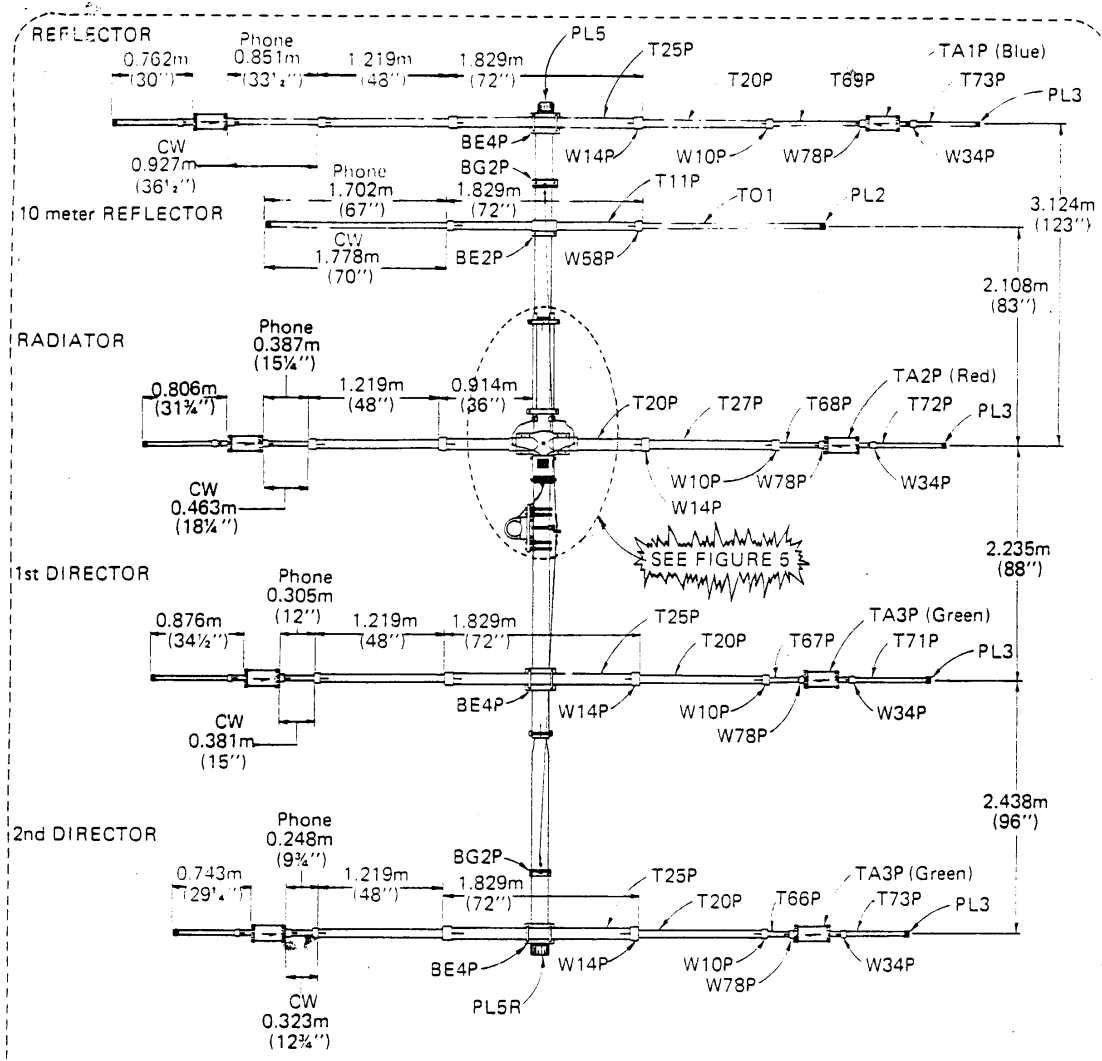 REFLECTOR
Phone
0.762m
(30")
0.851m
(33½")
1.219m
(48")
1.829m
(72")
PL5
T25P
T20P
T69P
TA1P (Blue)
T73P
PL3
CW
0.927m
(36½")
BE4P
W14P
W10P
W78P
W34P
BG2P
10 meter REFLECTOR
Phone
1.702m
(67")
1.829m
(72")
T11P
TO1
PL2
3.124m
(123")
CW
1.778m
(70")
BE2P
W58P
2.108m
(83")
RADIATOR
Phone
0.387m
(15¼")
0.806m
(31¾")
1.219m
(48")
0.914m
(36")
T20P
T27P
T68P
TA2P (Red)
T72P
PL3
CW
0.463m
(18¼")
W14P
W10P
W78P
W34P
SEE FIGURE 5
2.235m
(88")
1st DIRECTOR
Phone
0.305m
(12")
0.876m
(34½")
1.219m
(48")
1.829m
(72")
T25P
T20P
T67P
TA3P (Green)
T71P
PL3
CW
0.381m
(15")
BE4P
W14P
W10P
W78P
W34P
2.438m
(96")
2nd DIRECTOR
Phone
0.248m
(9¾")
0.743m
(29¼")
1.219m
(48")
1.829m
(72")
BG2P
T25P
T20P
T66P
TA3P (Green)
T73P
PL3
BE4P
W14P
W10P
W78P
W34P
PL5R
CW
0.323m
(12¾")